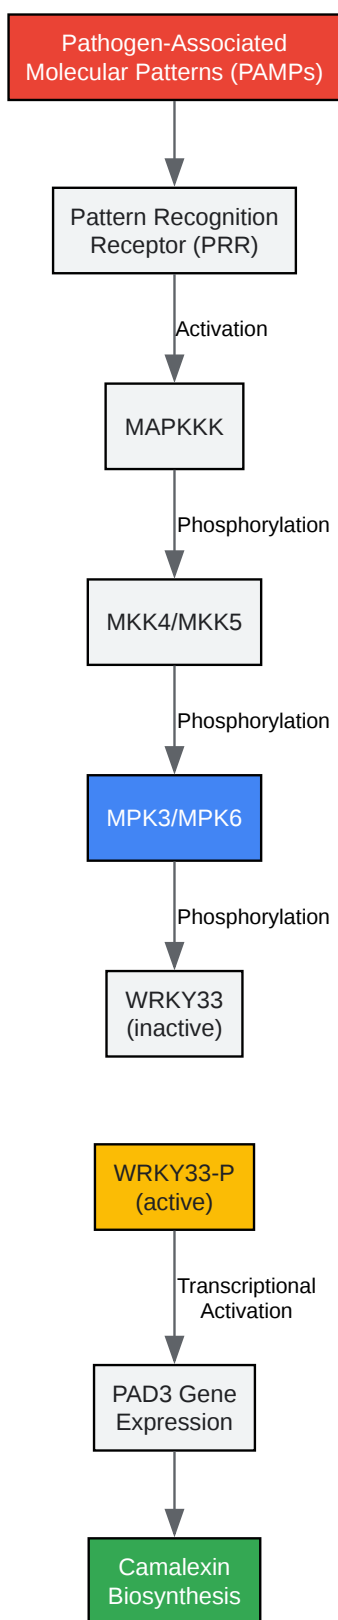 Pathogen-Associated
Molecular Patterns (PAMPs)
Pattern Recognition
Receptor (PRR)
Activation
MAPKKK
Phosphorylation
MKK4/MKK5
Phosphorylation
MPK3/MPK6
Phosphorylation
WRKY33
(inactive)
WRKY33-P
(active)
Transcriptional
Activation
PAD3 Gene
Expression
Camalexin
Biosynthesis